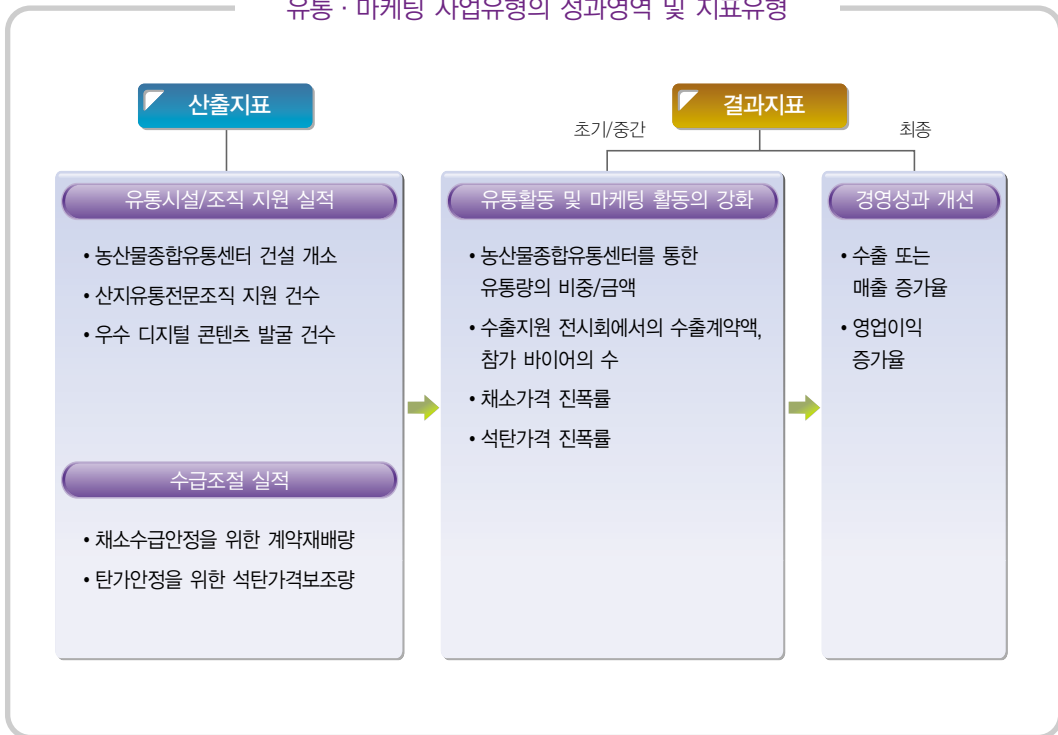 유통 · 마케팅 사업유형의 성과영역 및 지표유형
산출지표
결과지표
초기/중간
최종
유통시설/조직 지원 실적
• 농산물종합유통센터 건설 개소
• 산지유통전문조직 지원 건수
• 우수 디지털 콘텐츠 발굴 건수
수급조절 실적
• 채소수급안정을 위한 계약재배량
• 탄가안정을 위한 석탄가격보조량
유통활동 및 마케팅 활동의 강화
• 농산물종합유통센터를 통한
유통량의 비중/금액
• 수출지원 전시회에서의 수출계약액,
참가 바이어의 수
• 채소가격 진폭률
• 석탄가격 진폭률
경영성과 개선
• 수출 또는
매출 증가율
• 영업이익
증가율